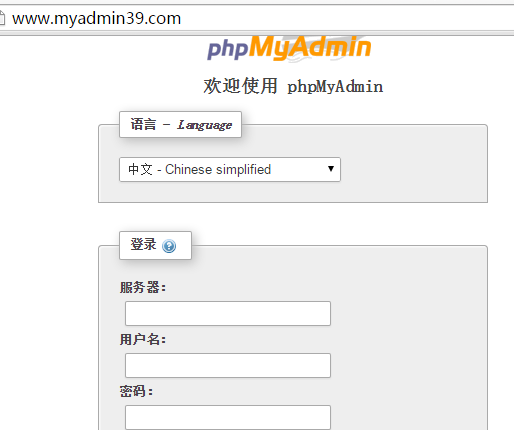 www.myadmin39.com
phpMyAdmin
欢迎使用 phpMyAdmin
语言 - Language
中文 - Chinese simplified
登录
服务器:
用户名:
密码: